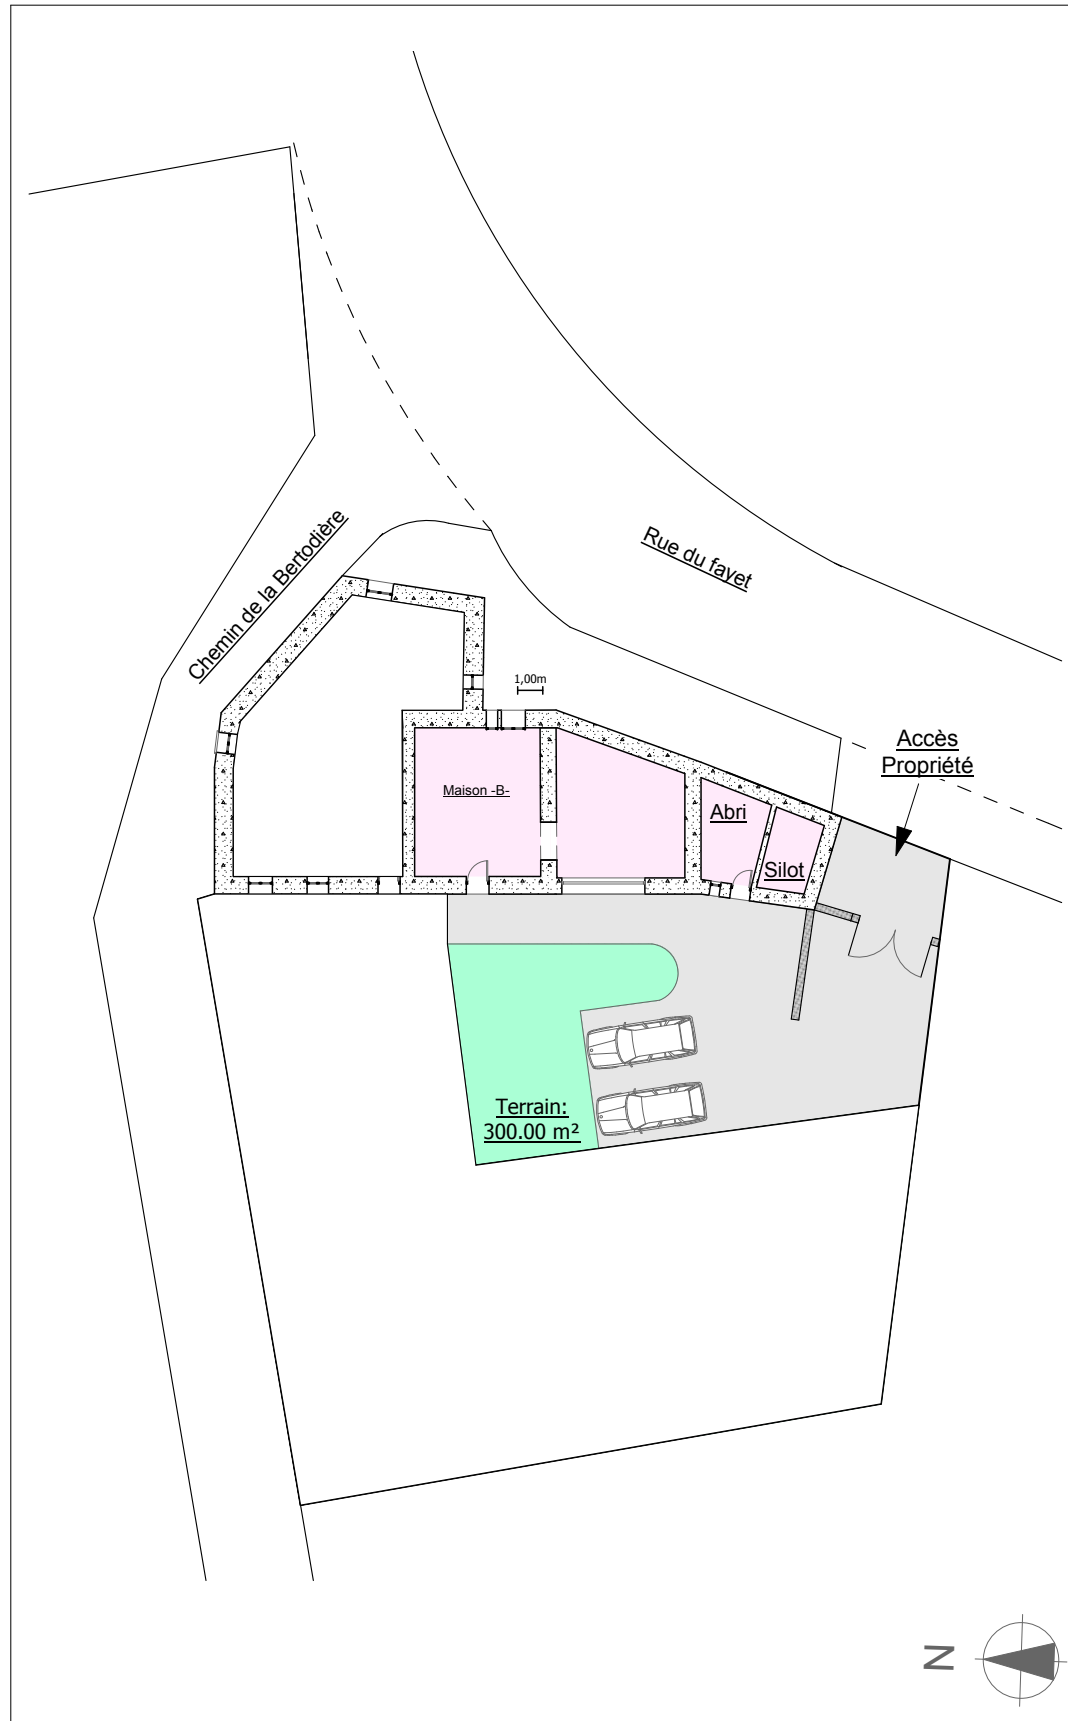 Chemin de la Bertodière
Rue du fayet
1,00m
Accès
Propriété
Maison -B-
Abri
Silot
Terrain:
300.00 m²
N